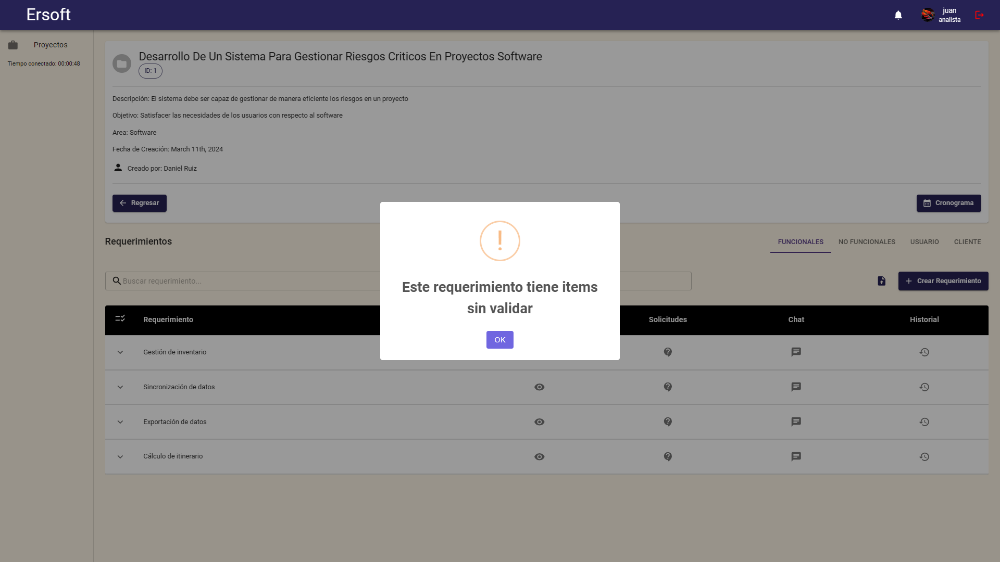 Ersoft
juan
analista
Proyectos
Tiempo conectado: 00:00:48
Desarrollo De Un Sistema Para Gestionar Riesgos Criticos En Proyectos Software
ID: 1
Descripción: El sistema debe ser capaz de gestionar de manera eficiente los riesgos en un proyecto
Objetivo: Satisfacer las necesidades de los usuarios con respecto al software
Area: Software
Fecha de Creación: March 11th, 2024
Creado por: Daniel Ruiz
Regresar
Cronograma
Requerimientos
FUNCIONALES NO FUNCIONALES USUARIO CLIENTE
Buscar requerimiento...
Crear Requerimiento
Este requerimiento tiene items
sin validar
OK
Requerimiento Solicitudes Chat Historial
Gestión de inventario
Sincronización de datos
Exportación de datos
Cálculo de itinerario